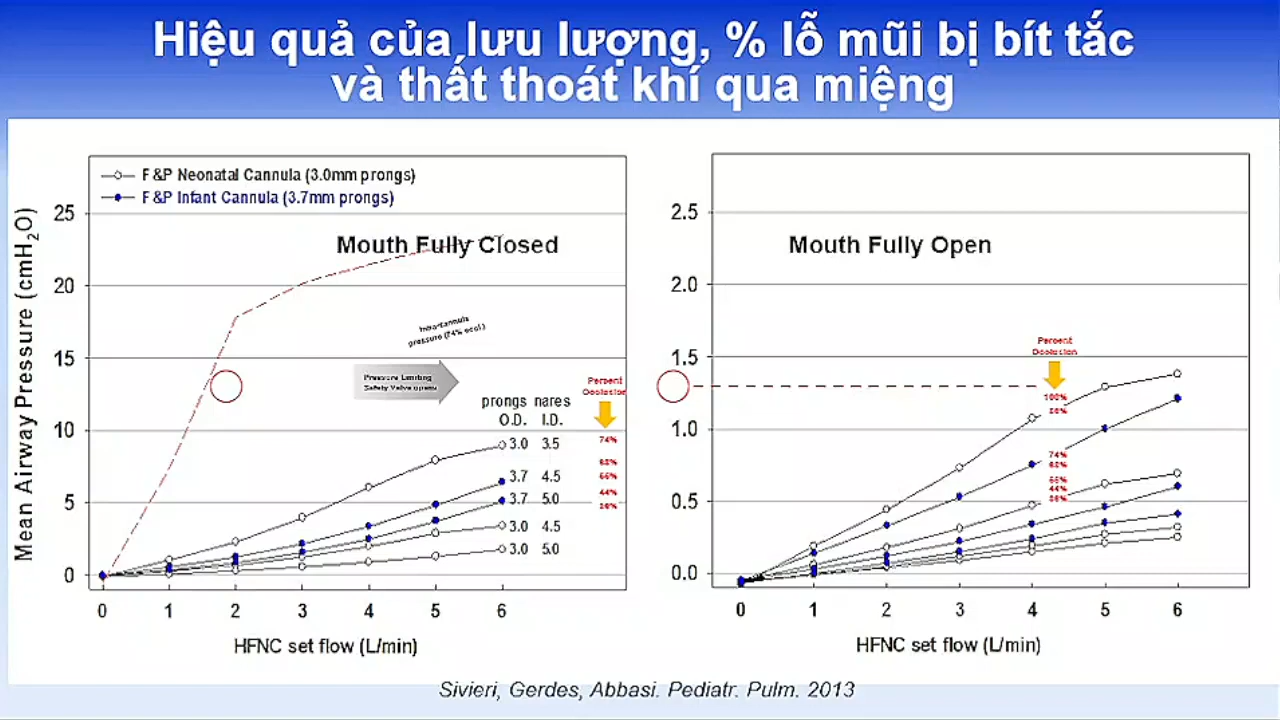 Hiệu quả của lưu lượng, % lỗ mũi bị bít tắc
và thất thoát khí qua miệng
F&P Neonatal Cannula (3.0mm prongs)
F&P Infant Cannula (3.7mm prongs)
Mean Airway Pressure (cmH2O)
25
20
15
10
5
0
Mouth Fully Closed
Intra-cannula
pressure (74% occl.)
Pressure Limiting
Safety Valve opens
Percent
Occlusion
prongs nares
O.D. I.D.
3.0 3.5 74%
3.7 4.5
3.7 5.0
3.0 4.5 44%
3.0 5.0
0 1 2 3 4 5 6
HFNC set flow (L/min)
2.5
2.0
1.5
1.0
0.5
0.0
Mouth Fully Open
Percent
Occlusion
100%
74%
44%
0 1 2 3 4 5 6
HFNC set flow (L/min)
Sivieri, Gerdes, Abbasi. Pediatr. Pulm. 2013